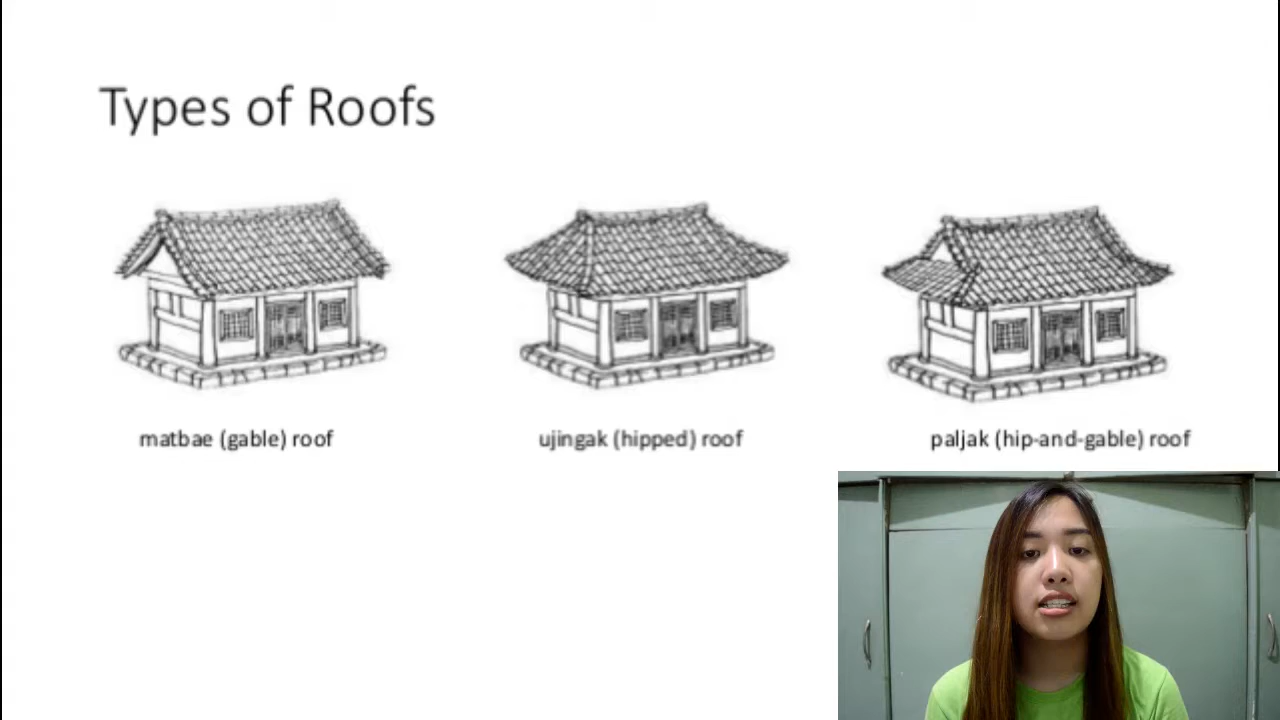 Types of Roofs
matbae (gable) roof
ujingak (hipped) roof
paljak (hip-and-gable) roof